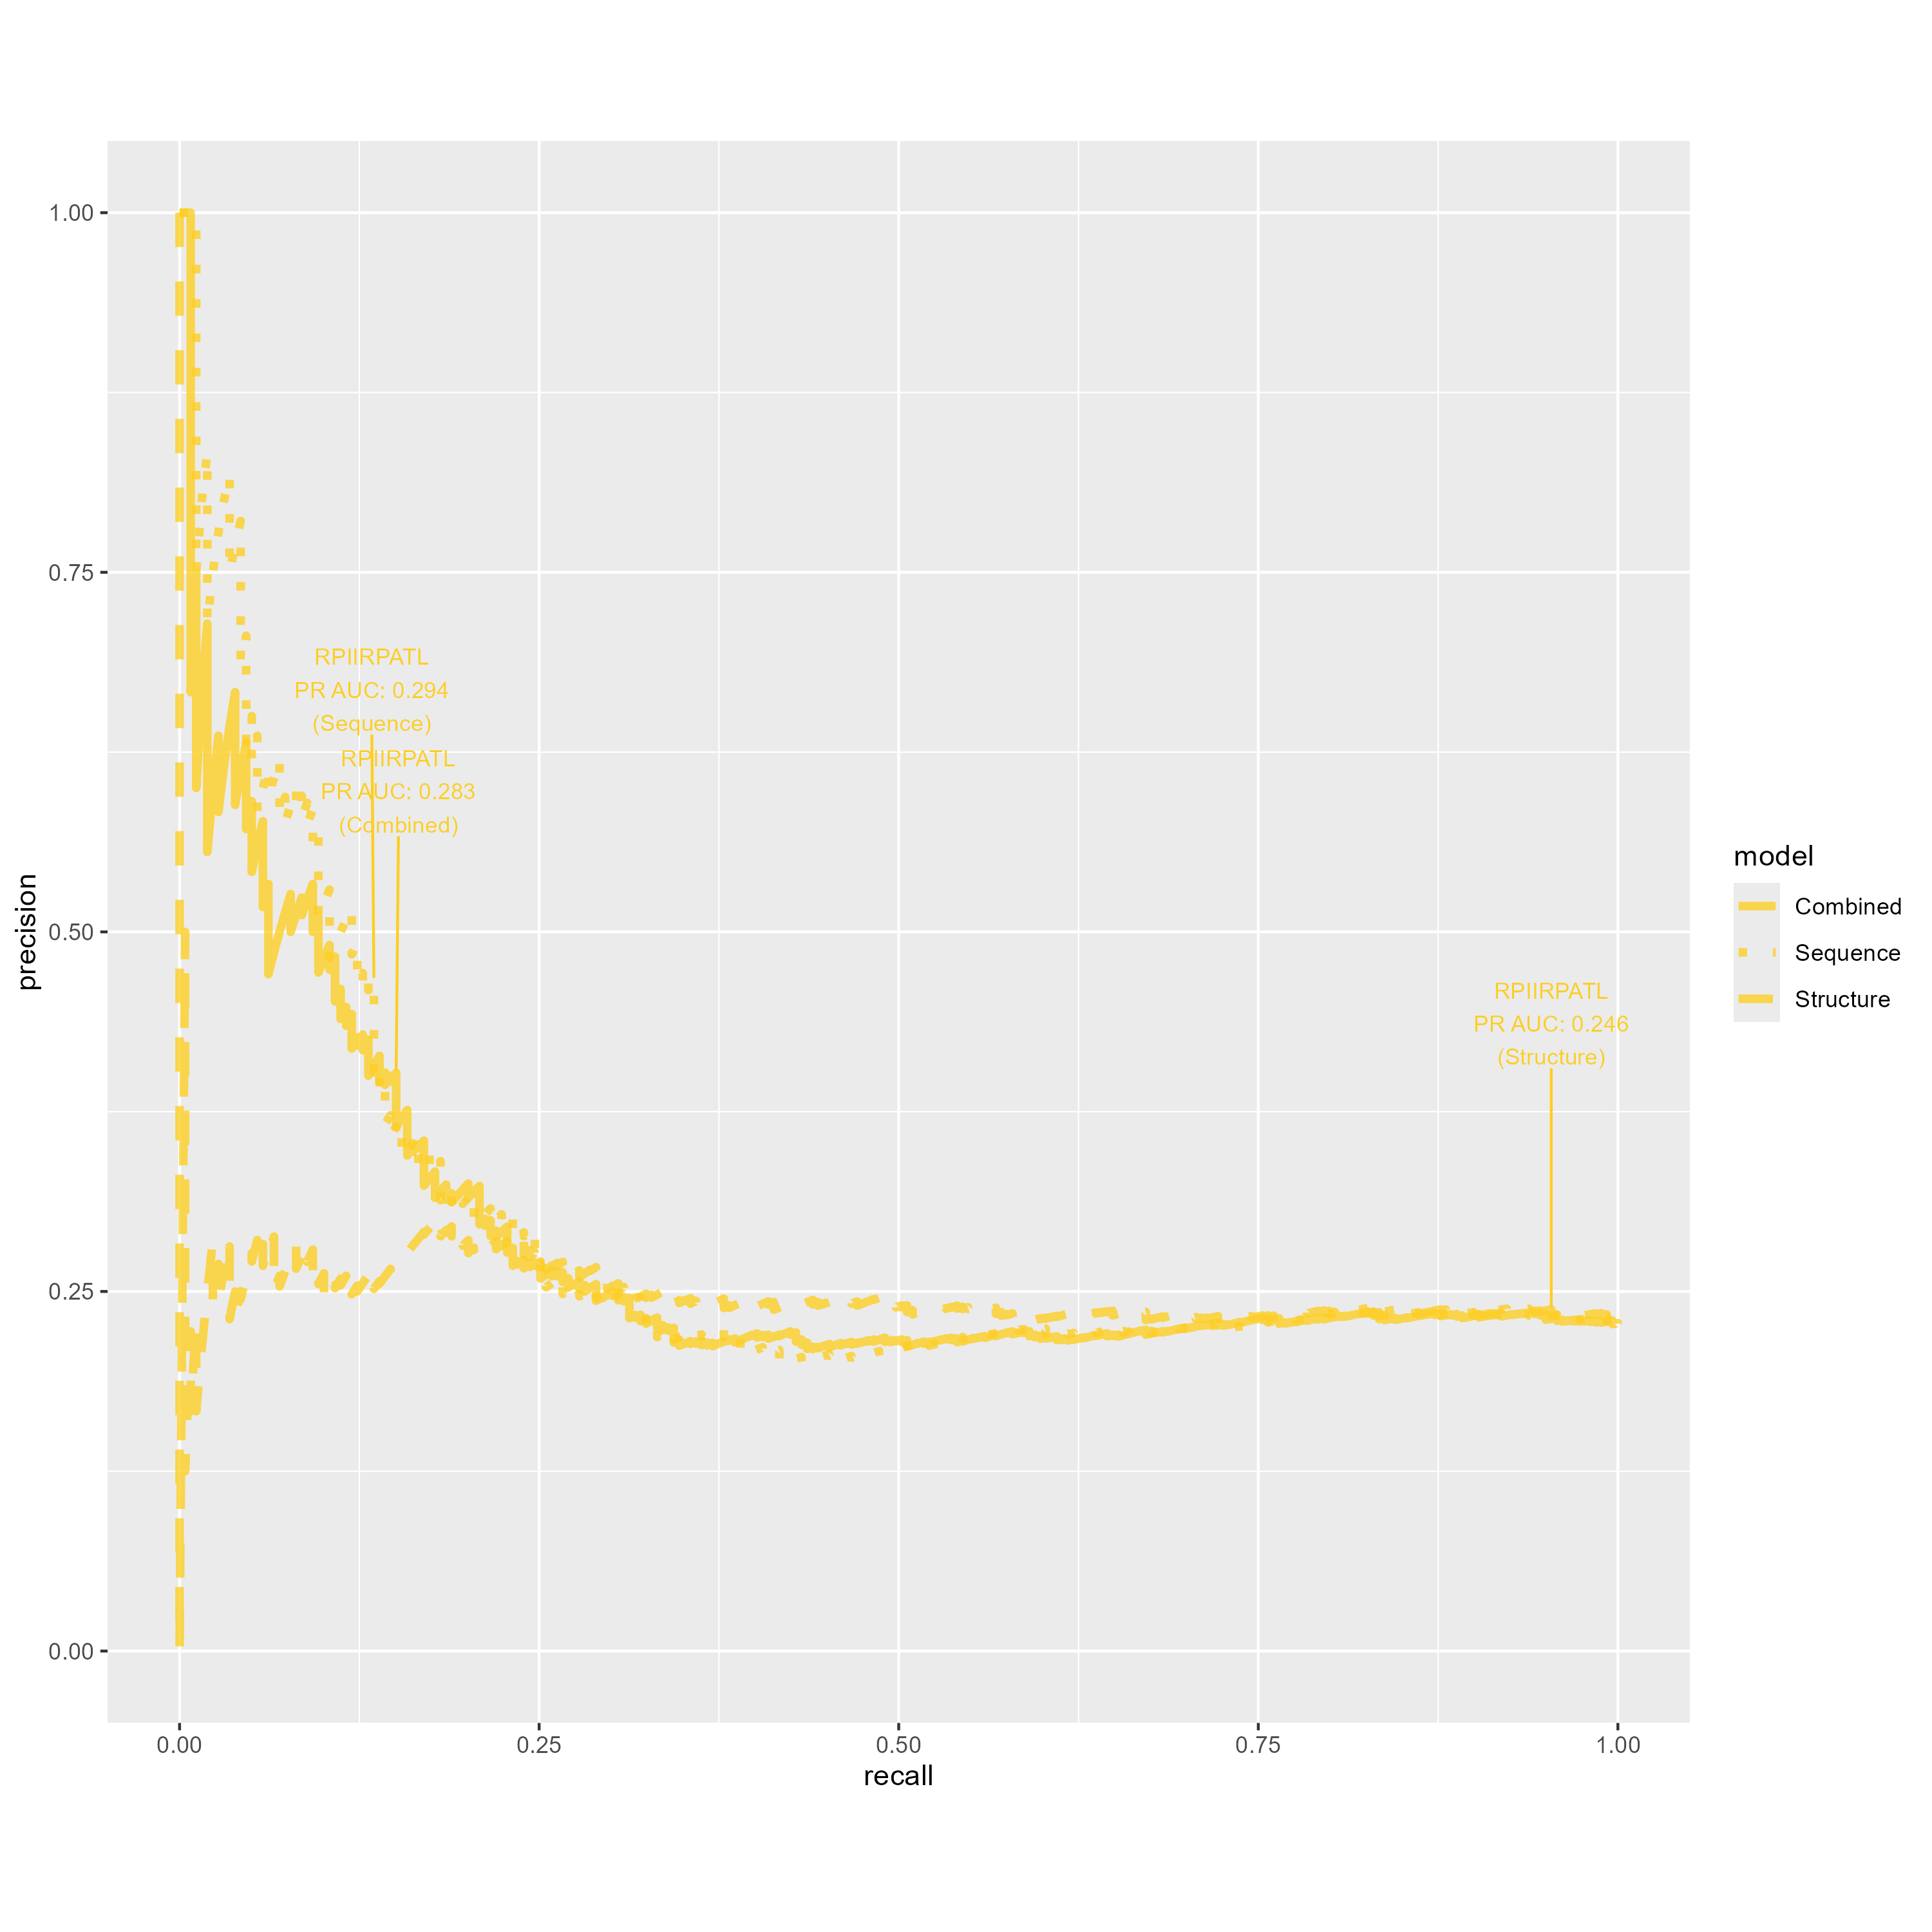 1.00
0.75
0.50
0.25
0.00
precision
RPIIRPATL
PR AUC: 0.294
(Sequence)
RPIIRPATL
PR AUC: 0.283
(Combined)
RPIIRPATL
PR AUC: 0.246
(Structure)
0.00
0.25
0.50
0.75
1.00
recall
model
Combined
Sequence
Structure